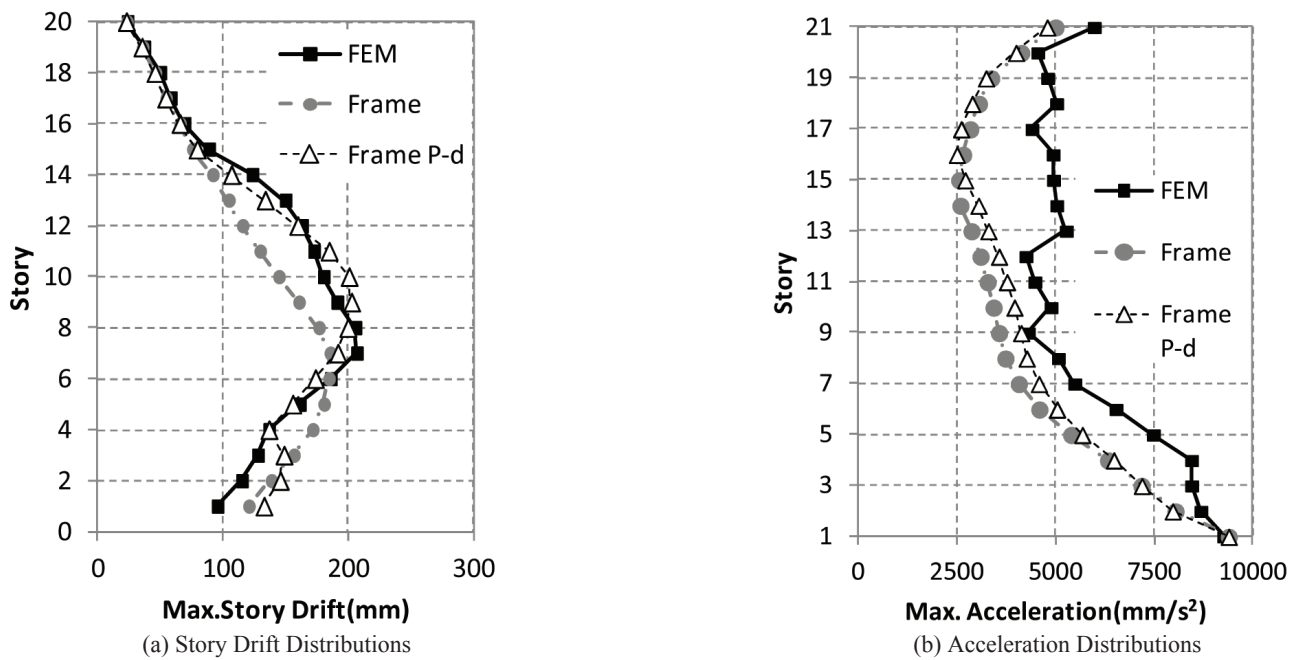 20
18
16
14
12
10
8
6
4
2
0
Story
FEM
Frame
Frame P-d
0 100 200 300
Max.Story Drift(mm)
(a) Story Drift Distributions
21
19
17
15
13
11
9
7
5
3
1
Story
FEM
Frame
Frame
P-d
0 2500 5000 7500 10000
Max. Acceleration(mm/s²)
(b) Acceleration Distributions